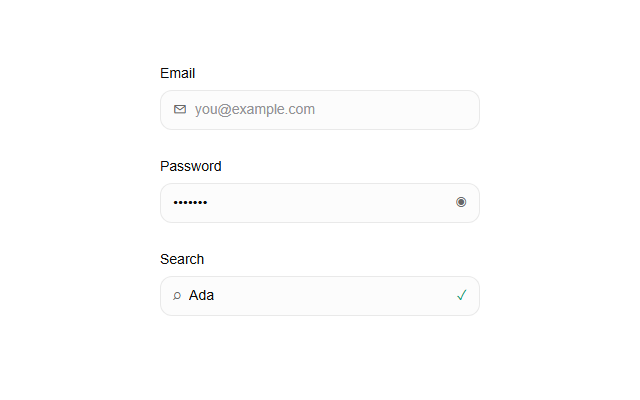 Email
you@example.com
Password
•••••••
Search
Ada